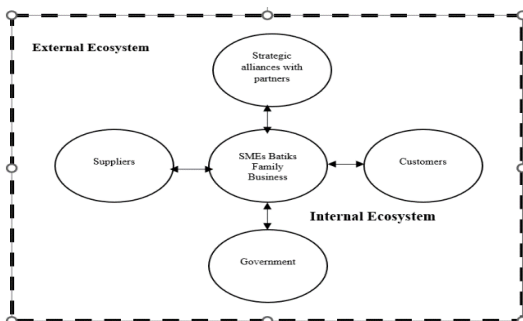 External Ecosystem
Strategic
alliances with
partners
Suppliers
SMEs Batiks
Family
Business
Customers
Internal Ecosystem
Government